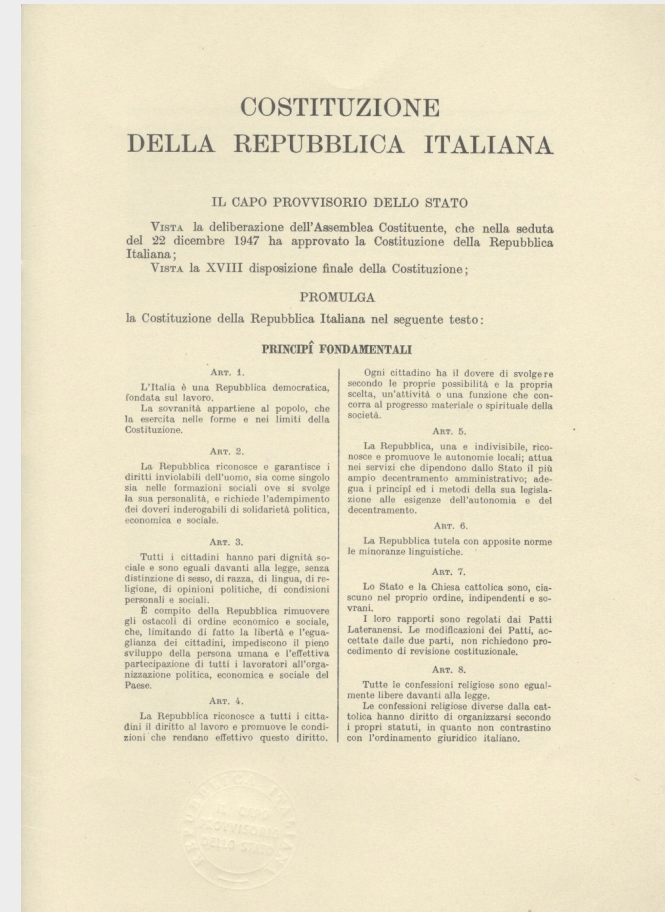 COSTITUZIONE
DELLA REPUBBLICA ITALIANA
IL CAPO PROVVISORIO DELLO STATO
VISTA la deliberazione dell'Assemblea Costituente, che nella seduta
del 22 dicembre 1947 ha approvato la Costituzione della Repubblica
Italiana;
VISTA la XVIII disposizione finale della Costituzione;
PROMULGA
la Costituzione della Repubblica Italiana nel seguente testo:
PRINCIPÎ FONDAMENTALI
ART. 1.
L'Italia è una Repubblica democratica,
fondata sul lavoro.
La sovranità appartiene al popolo, che
la esercita nelle forme e nei limiti della
Costituzione.
ART. 2.
La Repubblica riconosce e garantisce i
diritti inviolabili dell'uomo, sia come singolo
sia nelle formazioni sociali ove si svolge
la sua personalità, e richiede l'adempimento
dei doveri inderogabili di solidarietà politica,
economica e sociale.
ART. 3.
Tutti i cittadini hanno pari dignità so-
ciale e sono eguali davanti alla legge, senza
distinzione di sesso, di razza, di lingua, di re-
ligione, di opinioni politiche, di condizioni
personali e sociali.
È compito della Repubblica rimuovere
gli ostacoli di ordine economico e sociale,
che, limitando di fatto la libertà e l'egua-
glianza dei cittadini, impediscono il pieno
sviluppo della persona umana e l'effettiva
partecipazione di tutti i lavoratori all'orga-
nizzazione politica, economica e sociale del
Paese.
ART. 4.
La Repubblica riconosce a tutti i citta-
dini il diritto al lavoro e promuove le condi-
zioni che rendano effettivo questo diritto.
Ogni cittadino ha il dovere di svolgere
secondo le proprie possibilità e la propria
scelta, un'attività o una funzione che con-
corra al progresso materiale o spirituale della
società.
ART. 5.
La Repubblica, una e indivisibile, rico-
nosce e promuove le autonomie locali; attua
nei servizi che dipendono dallo Stato il più
ampio decentramento amministrativo; ade-
gua i principî ed i metodi della sua legisla-
zione alle esigenze dell'autonomia e del
decentramento.
ART. 6.
La Repubblica tutela con apposite norme
le minoranze linguistiche.
ART. 7.
Lo Stato e la Chiesa cattolica sono, cia-
scuno nel proprio ordine, indipendenti e so-
vrani.
I loro rapporti sono regolati dai Patti
Lateranensi. Le modificazioni dei Patti, ac-
cettate dalle due parti, non richiedono pro-
cedimento di revisione costituzionale.
ART. 8.
Tutte le confessioni religiose sono egual-
mente libere davanti alla legge.
Le confessioni religiose diverse dalla cat-
tolica hanno diritto di organizzarsi secondo
i propri statuti, in quanto non contrastino
con l'ordinamento giuridico italiano.
IL CAPO
PROVVISORIO
DELLO STATO